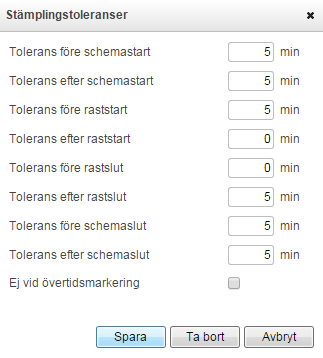 Stämplingstoleranser ✖
Tolerans före schemastart 5 min
Tolerans efter schemastart 5 min
Tolerans före raststart 5 min
Tolerans efter raststart 0 min
Tolerans före rastslut 0 min
Tolerans efter rastslut 5 min
Tolerans före schemaslut 5 min
Tolerans efter schemaslut 5 min
Ej vid övertidsmarkering
Spara Ta bort Avbryt